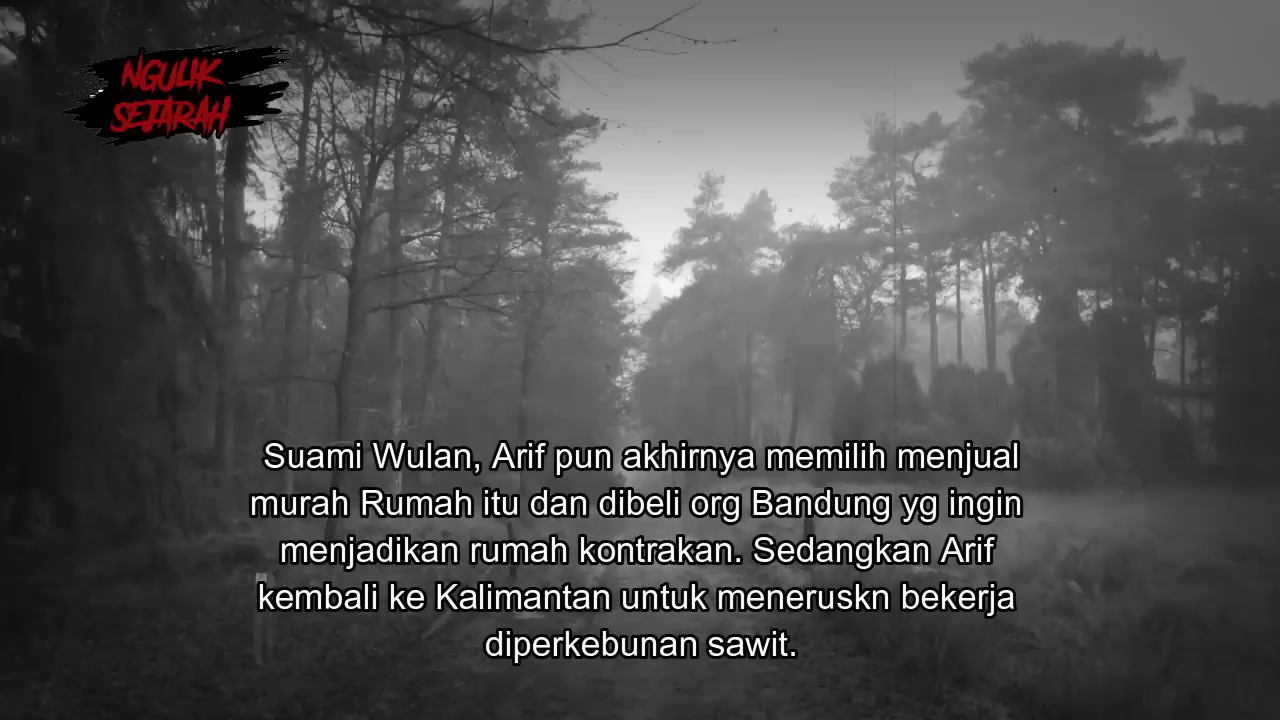 NGULIK
SEJARAH
Suami Wulan, Arif pun akhirnya memilih menjual
murah Rumah itu dan dibeli org Bandung yg ingin
menjadikan rumah kontrakan. Sedangkan Arif
kembali ke Kalimantan untuk meneruskn bekerja
diperkebunan sawit.